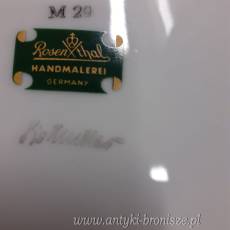 M 29
Rosenthal
HANDMALEREI
GERMANY
www.antyki-bronisze.pl